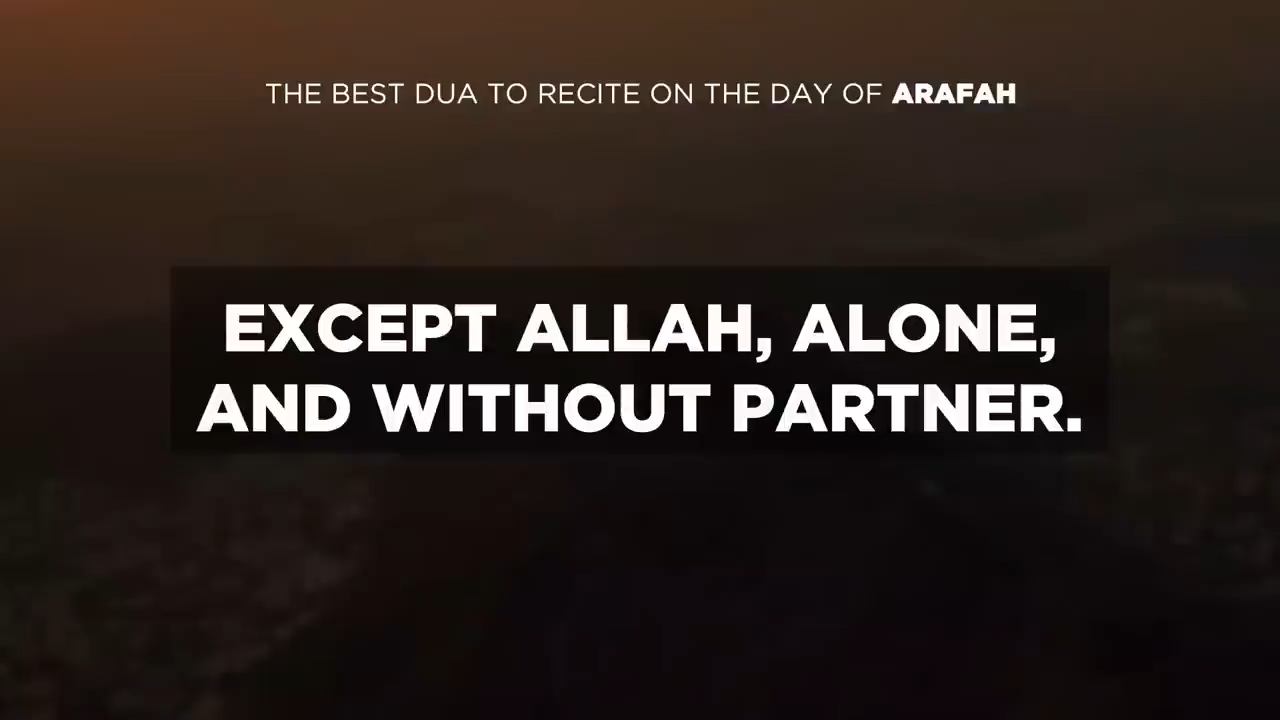 THE BEST DUA TO RECITE ON THE DAY OF ARAFAH
EXCEPT ALLAH, ALONE,
AND WITHOUT PARTNER.